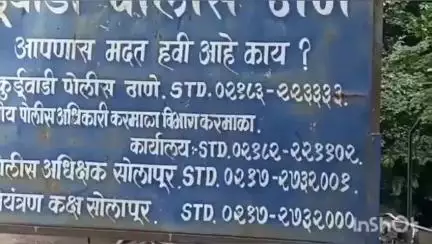 पोलीस ठाणे
आपणास मदत हवी आहे काय ?
कुर्डुवाडी पोलीस ठाणे. STD. ०२१८३-२२३३३३.
पोलीस अधिकारी करमाळा विभाग करमाळा.
कार्यालय:-STD. ०२१८२-२२११०२.
अधिक्षक सोलापूर. STD. ०२१७-२७३२००१.
नियंत्रण कक्ष सोलापूर. STD. ०२१७-२७३२०००
InShot